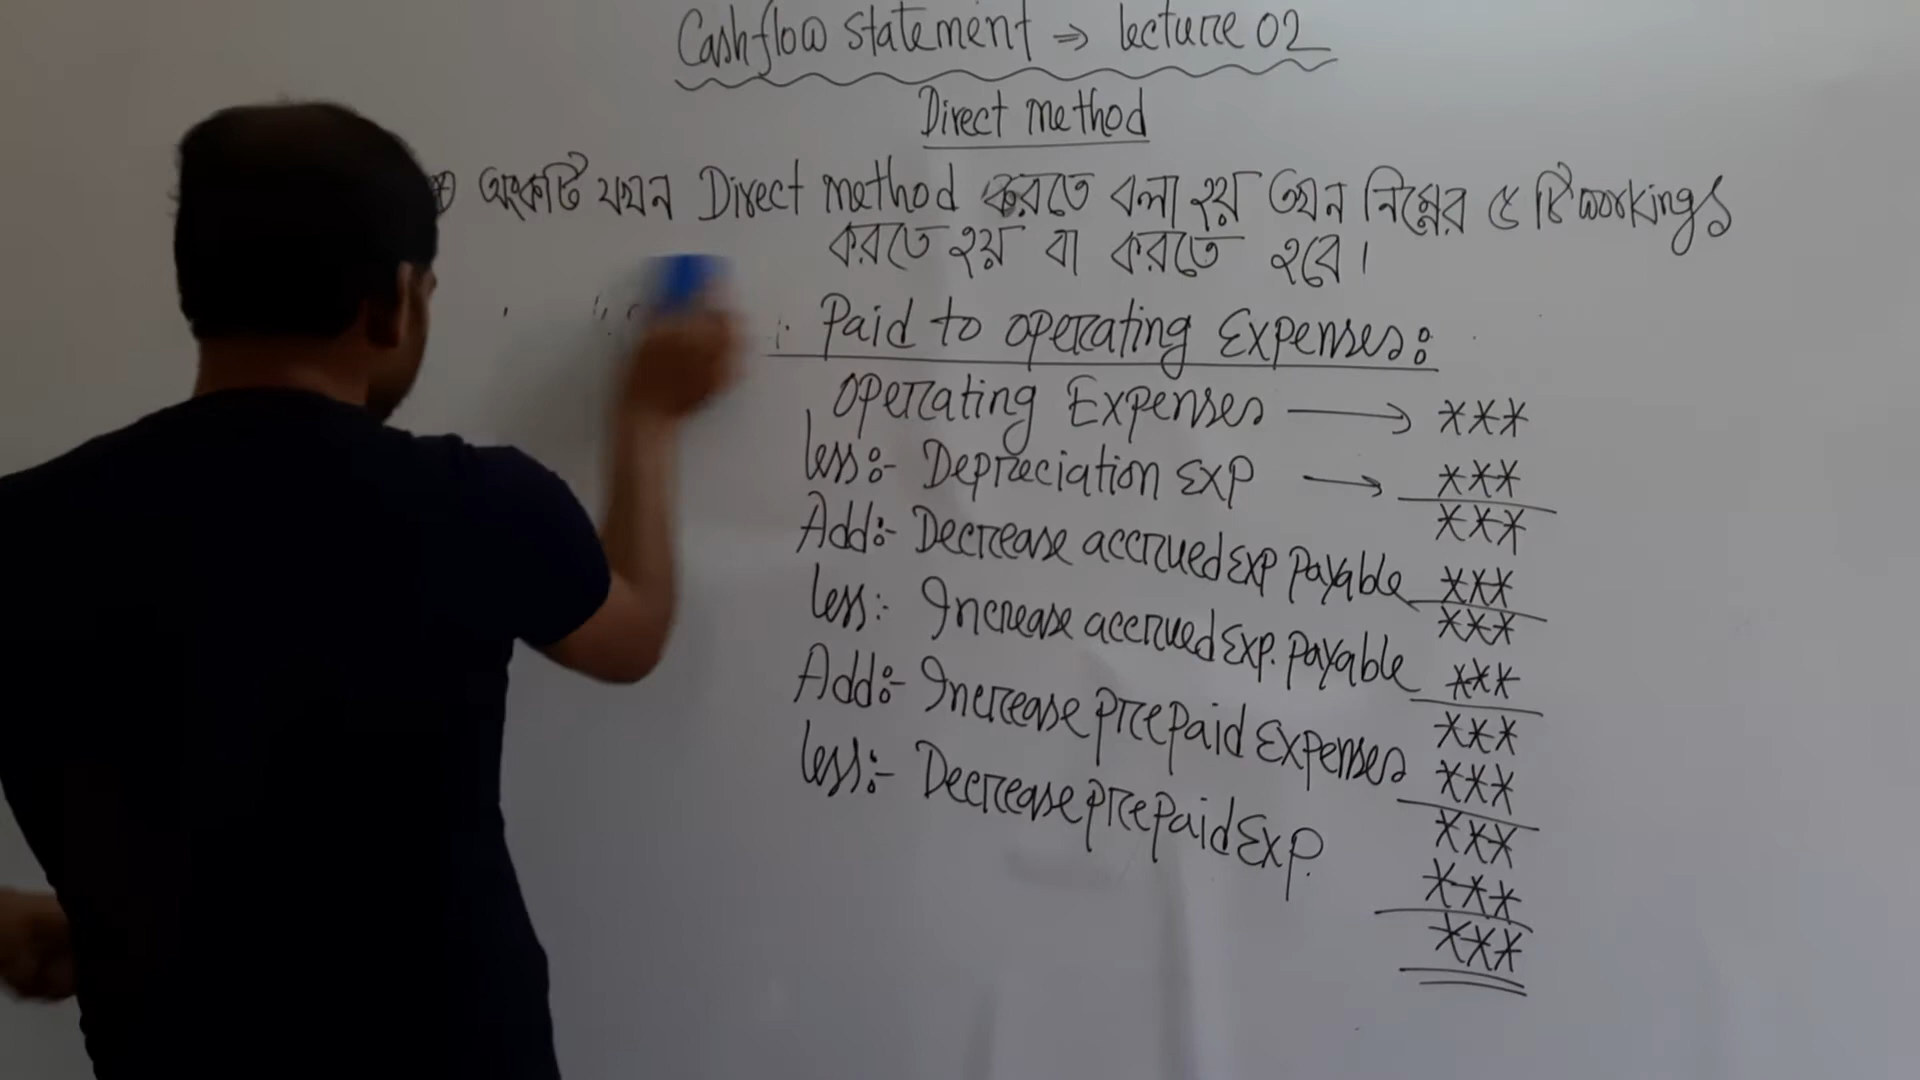 Cashflow statement ⇒ lecture 02
Direct method
অংকটি যখন Direct method করতে বলা হয় তখন নিম্নের ৫ টি workings
করতে হয় বা করতে হবে।
Paid to operating Expenses:
Operating Expenses → ***
less:- Depreciation Exp → ***
***
Add:- Decrease accrued Exp payable ***
***
less:- Increase accrued Exp. payable ***
***
Add:- Increase prepaid Expenses ***
***
less:- Decrease prepaid Exp. ***
***